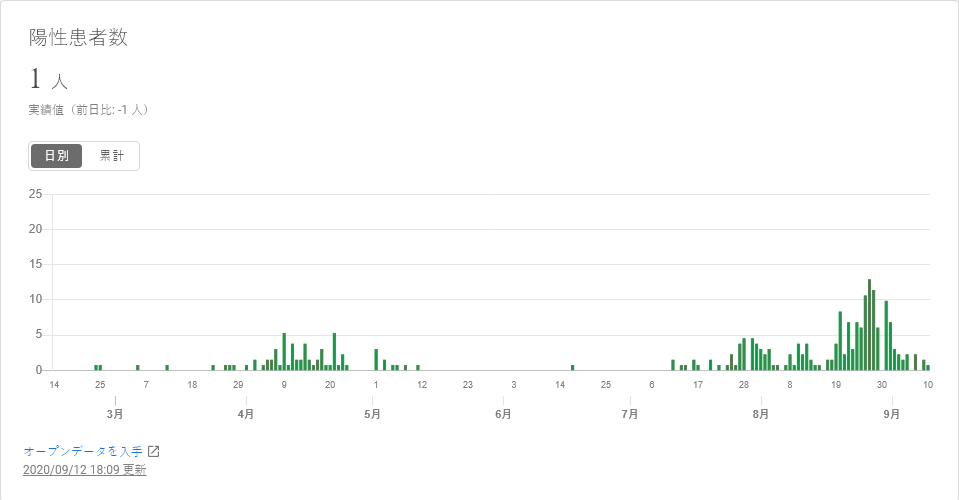 陽性患者数
1 人
実績値（前日比: -1 人）
日別 累計
25
20
15
10
5
0
14 25 7 18 29 9 20 1 12 23 3 14 25 6 17 28 8 19 30 10
3月 4月 5月 6月 7月 8月 9月
オープンデータを入手
2020/09/12 18:09 更新